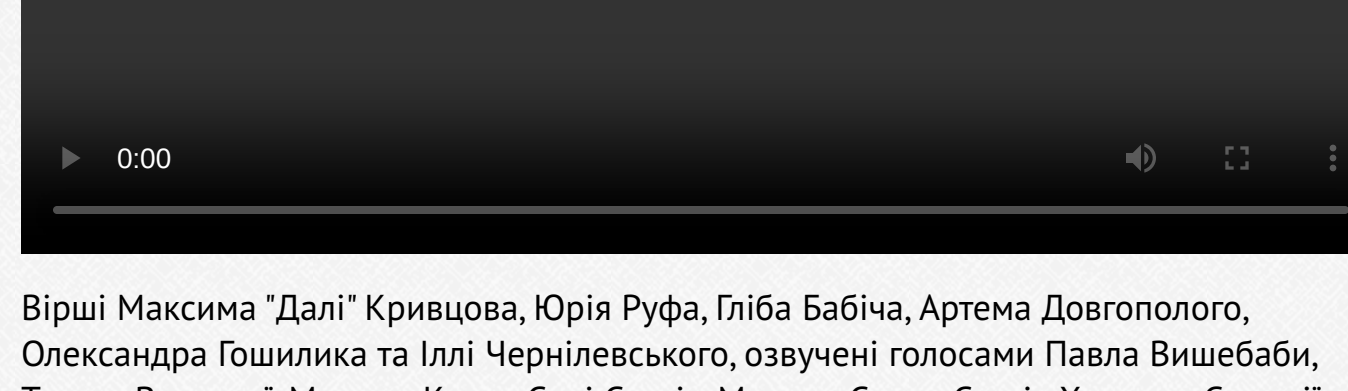 0:00
Вірші Максима "Далі" Кривцова, Юрія Руфа, Гліба Бабіча, Артема Довгополого,
Олександра Гошилика та Іллі Чернілевського, озвучені голосами Павла Вишебаби,